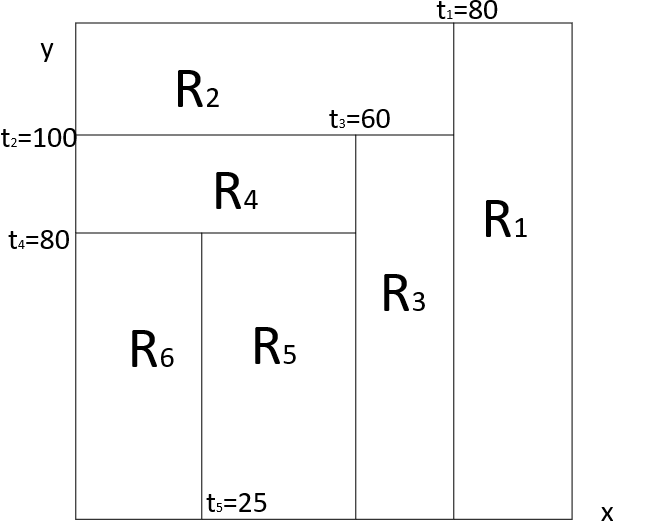 t₁=80
y
R₂
t₃=60
t₂=100
R₄
R₁
t₄=80
R₃
R₆
R₅
t₅=25
x